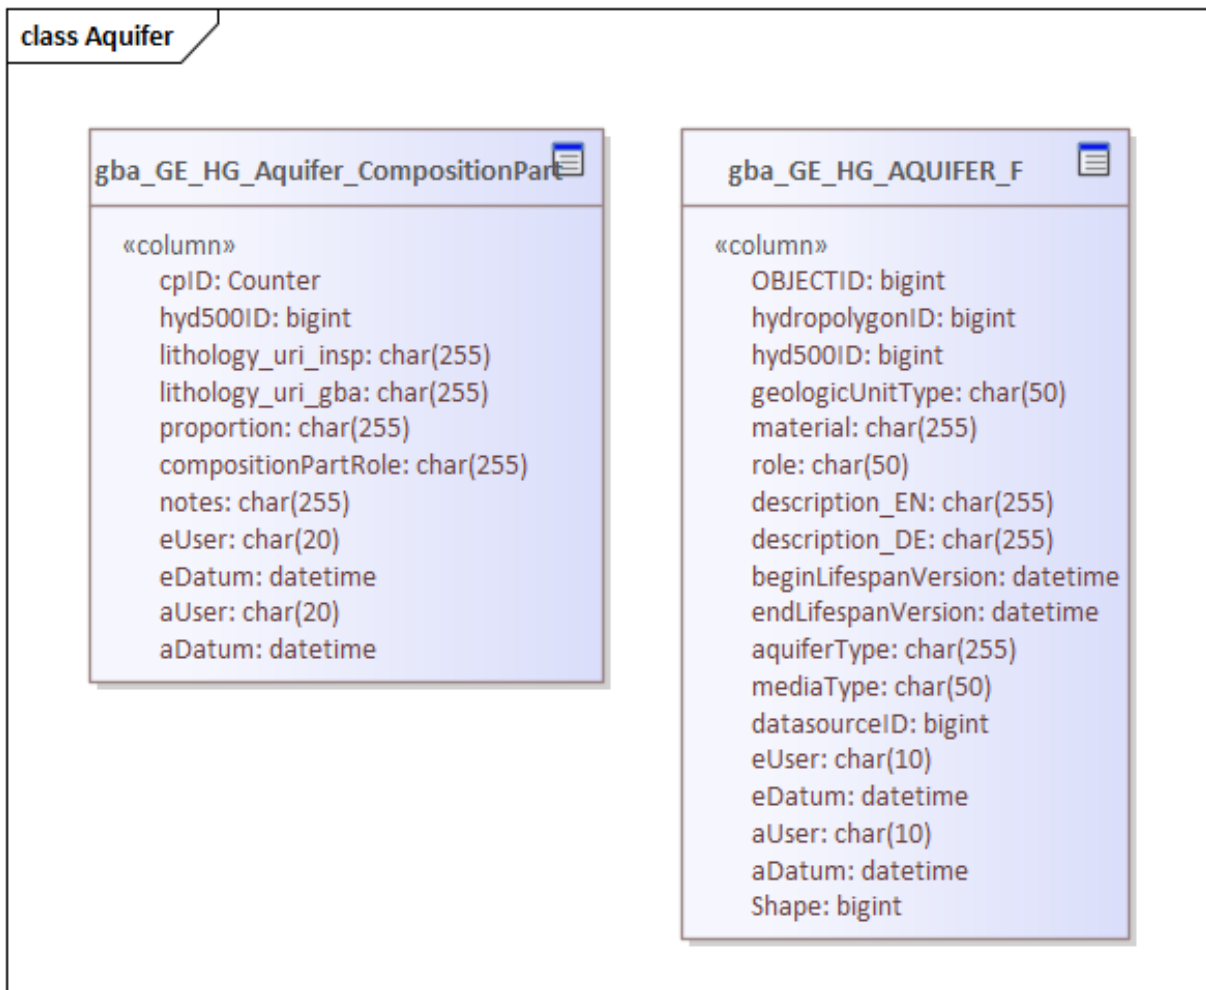 class Aquifer
gba_GE_HG_Aquifer_CompositionPart
«column»
cpID: Counter
hyd500ID: bigint
lithology_uri_insp: char(255)
lithology_uri_gba: char(255)
proportion: char(255)
compositionPartRole: char(255)
notes: char(255)
eUser: char(20)
eDatum: datetime
aUser: char(20)
aDatum: datetime
gba_GE_HG_AQUIFER_F
«column»
OBJECTID: bigint
hydropolygonID: bigint
hyd500ID: bigint
geologicUnitType: char(50)
material: char(255)
role: char(50)
description_EN: char(255)
description_DE: char(255)
beginLifespanVersion: datetime
endLifespanVersion: datetime
aquiferType: char(255)
mediaType: char(50)
datasourceID: bigint
eUser: char(10)
eDatum: datetime
aUser: char(10)
aDatum: datetime
Shape: bigint